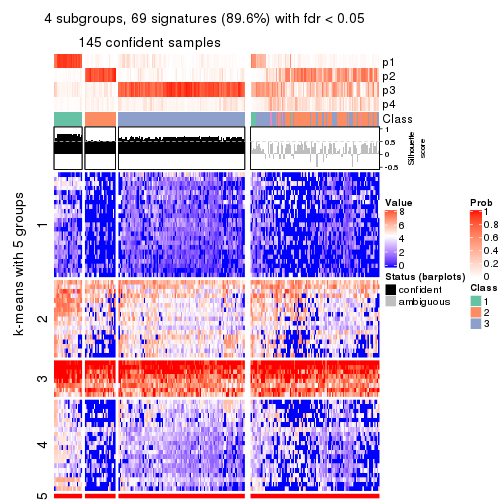 4 subgroups, 69 signatures (89.6%) with fdr < 0.05
145 confident samples
p1
p2
p3
p4
Class
1
0.5
0
-0.5
Silhouette
score
k-means with 5 groups
1
2
3
4
5
Value
8
6
4
2
0
Status (barplots)
confident
ambiguous
Prob
1
0.8
0.6
0.4
0.2
0
Class
1
2
3